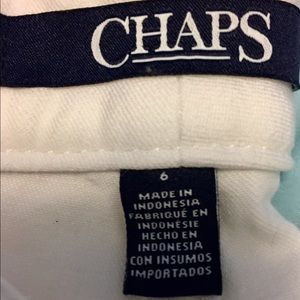 CHAPS
6
MADE IN
INDONESIA
FABRIQUÉ EN
INDONÉSIE
HECHO EN
INDONESIA
CON INSUMOS
IMPORTADOS